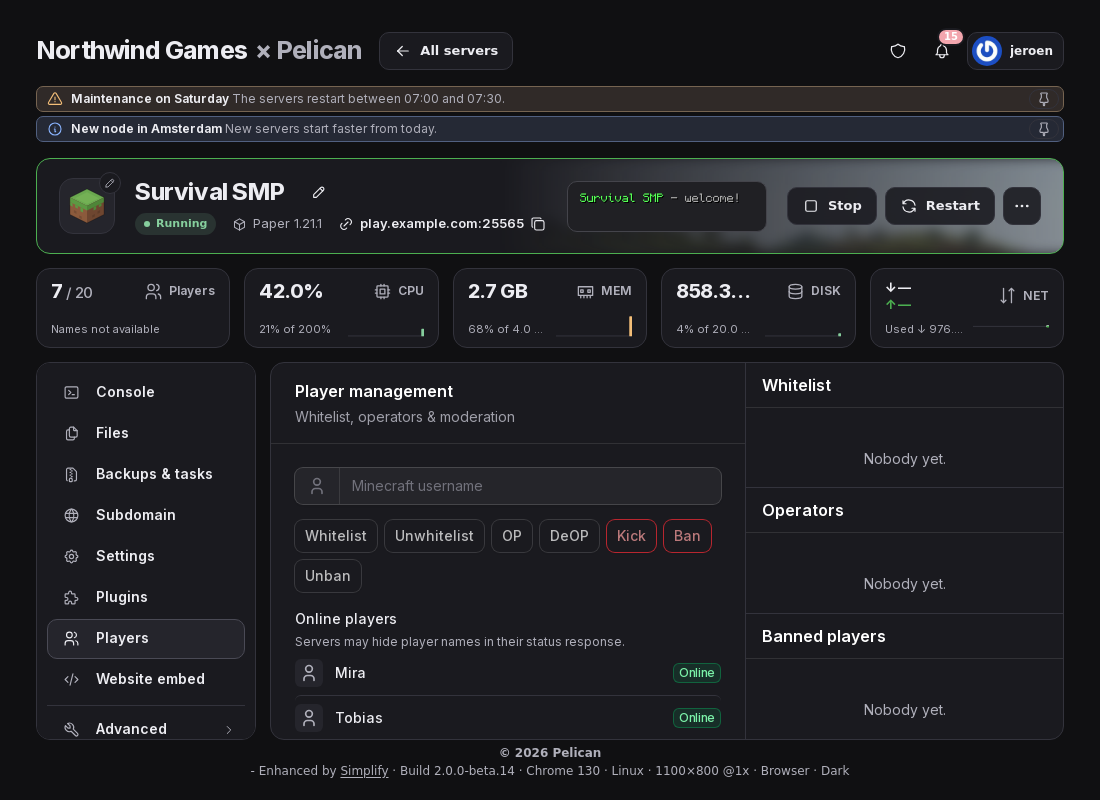 Northwind Games × Pelican
All servers
15
jeroen
Maintenance on Saturday The servers restart between 07:00 and 07:30.
New node in Amsterdam New servers start faster from today.
Survival SMP
Running
Paper 1.21.1
play.example.com:25565
Survival SMP – welcome!
Stop
Restart
7 / 20
Players
Names not available
42.0%
CPU
21% of 200%
2.7 GB
MEM
68% of 4.0 ...
858.3...
DISK
4% of 20.0 ...
↓—
↑—
NET
Used ↓ 976....
Console
Files
Backups & tasks
Subdomain
Settings
Plugins
Players
Website embed
Advanced
Player management
Whitelist, operators & moderation
Minecraft username
Whitelist
Unwhitelist
OP
DeOP
Kick
Ban
Unban
Online players
Servers may hide player names in their status response.
Mira
Online
Tobias
Online
Whitelist
Nobody yet.
Operators
Nobody yet.
Banned players
Nobody yet.
© 2026 Pelican
- Enhanced by Simplify · Build 2.0.0-beta.14 · Chrome 130 · Linux · 1100×800 @1x · Browser · Dark